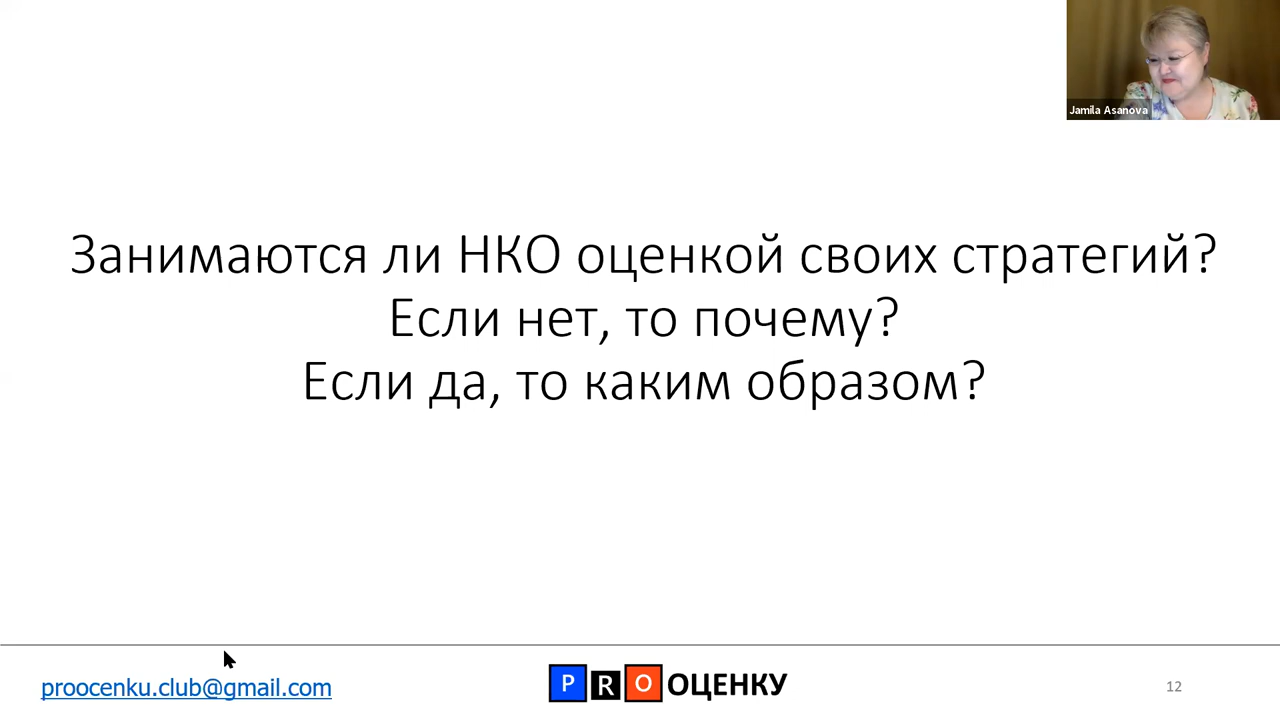 Jamila Asanova
Занимаются ли НКО оценкой своих стратегий?
Если нет, то почему?
Если да, то каким образом?
proocenku.club@gmail.com
PRO ОЦЕНКУ
12